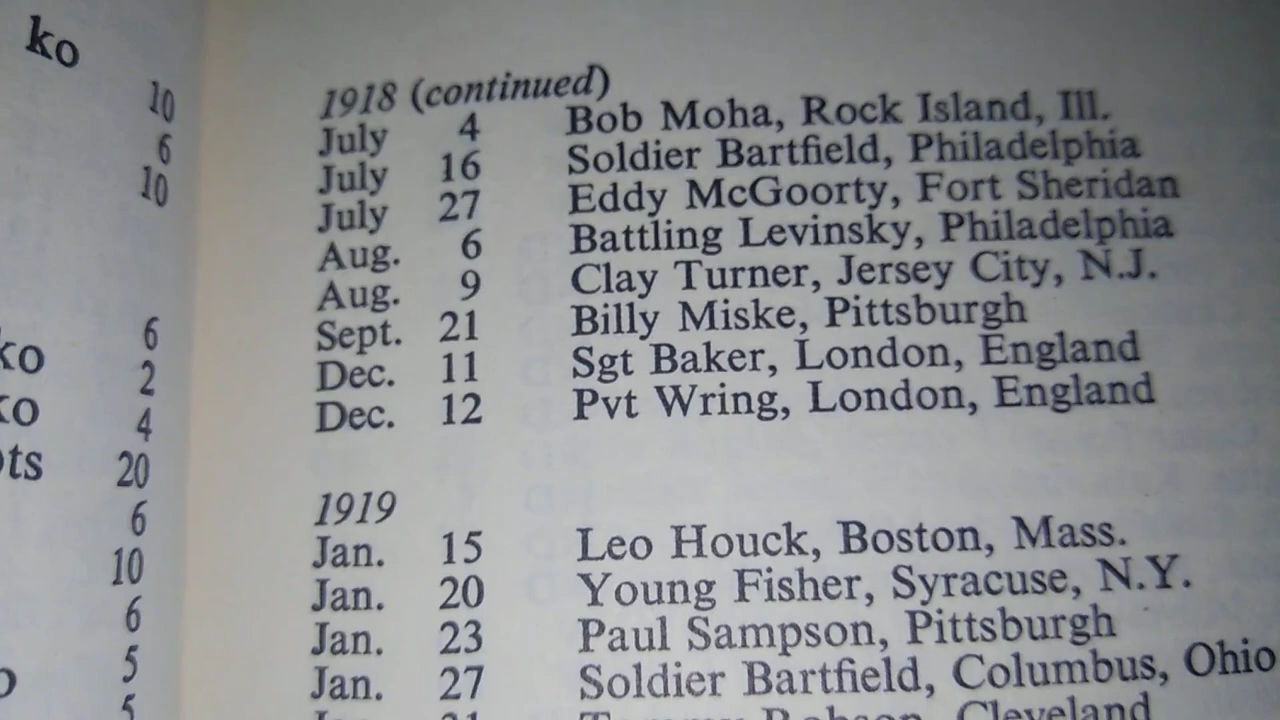 ko
10
6
10
6
ko 2
ko 4
ts 20
6
10
6
5
5
1918 (continued)
July 4 Bob Moha, Rock Island, Ill.
July 16 Soldier Bartfield, Philadelphia
July 27 Eddy McGoorty, Fort Sheridan
Aug. 6 Battling Levinsky, Philadelphia
Aug. 9 Clay Turner, Jersey City, N.J.
Sept. 21 Billy Miske, Pittsburgh
Dec. 11 Sgt Baker, London, England
Dec. 12 Pvt Wring, London, England
1919
Jan. 15 Leo Houck, Boston, Mass.
Jan. 20 Young Fisher, Syracuse, N.Y.
Jan. 23 Paul Sampson, Pittsburgh
Jan. 27 Soldier Bartfield, Columbus, Ohio
Cleveland